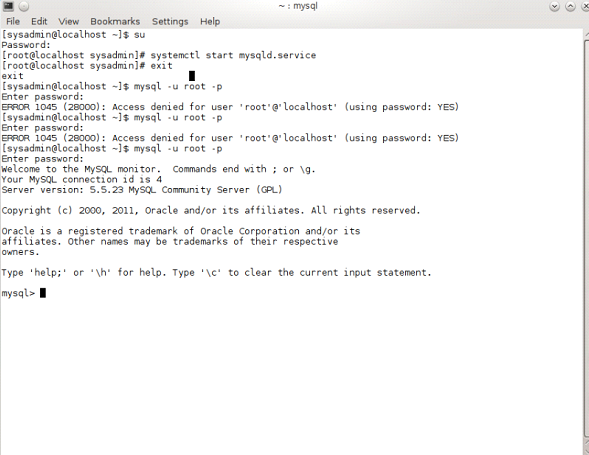 ~ : mysql
File Edit View Bookmarks Settings Help
[sysadmin@localhost ~]$ su
Password:
[root@localhost sysadmin]# systemctl start mysqld.service
[root@localhost sysadmin]# exit
exit
[sysadmin@localhost ~]$ mysql -u root -p
Enter password:
ERROR 1045 (28000): Access denied for user 'root'@'localhost' (using password: YES)
[sysadmin@localhost ~]$ mysql -u root -p
Enter password:
ERROR 1045 (28000): Access denied for user 'root'@'localhost' (using password: YES)
[sysadmin@localhost ~]$ mysql -u root -p
Enter password:
Welcome to the MySQL monitor.  Commands end with ; or \g.
Your MySQL connection id is 4
Server version: 5.5.23 MySQL Community Server (GPL)
Copyright (c) 2000, 2011, Oracle and/or its affiliates. All rights reserved.
Oracle is a registered trademark of Oracle Corporation and/or its
affiliates. Other names may be trademarks of their respective
owners.
Type 'help;' or '\h' for help. Type '\c' to clear the current input statement.
mysql>